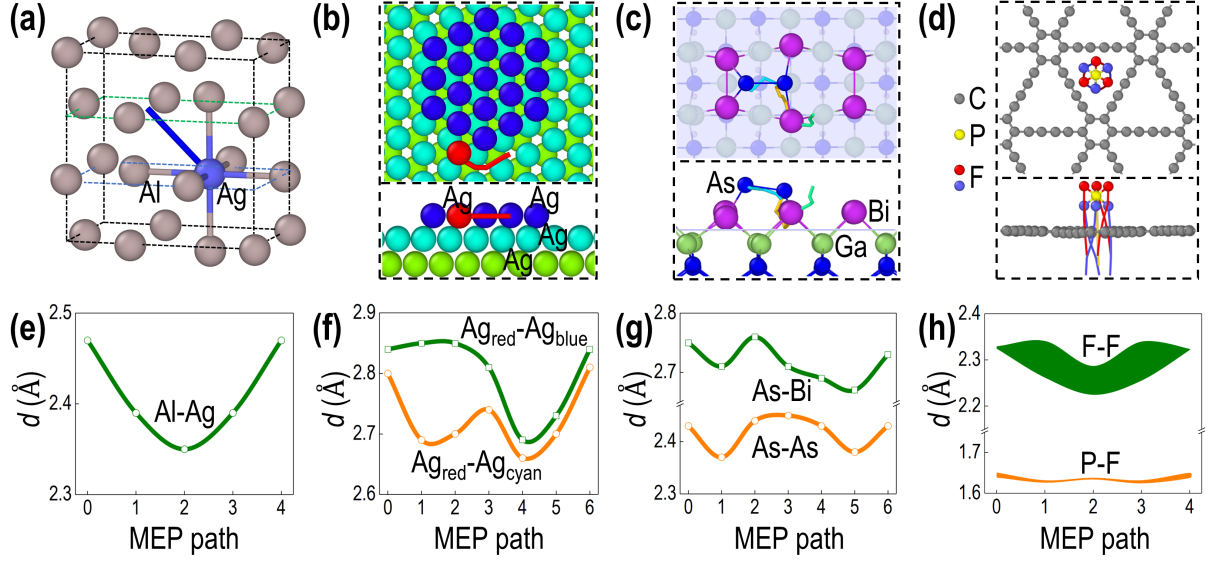 (a)
Al
Ag
(b)
Ag
Ag
Ag
Ag
(c)
As
Bi
Ga
(d)
C
P
F
(e)
2.5
2.4
2.3
d (Å)
Al-Ag
0 1 2 3 4
MEP path
(f)
2.9
2.8
2.7
2.6
d (Å)
Ag_red-Ag_blue
Ag_red-Ag_cyan
0 1 2 3 4 5 6
MEP path
(g)
2.8
2.7
2.4
2.3
d (Å)
As-Bi
As-As
0 1 2 3 4 5 6
MEP path
(h)
2.4
2.3
2.2
1.7
1.6
d (Å)
F-F
P-F
0 1 2 3 4
MEP path